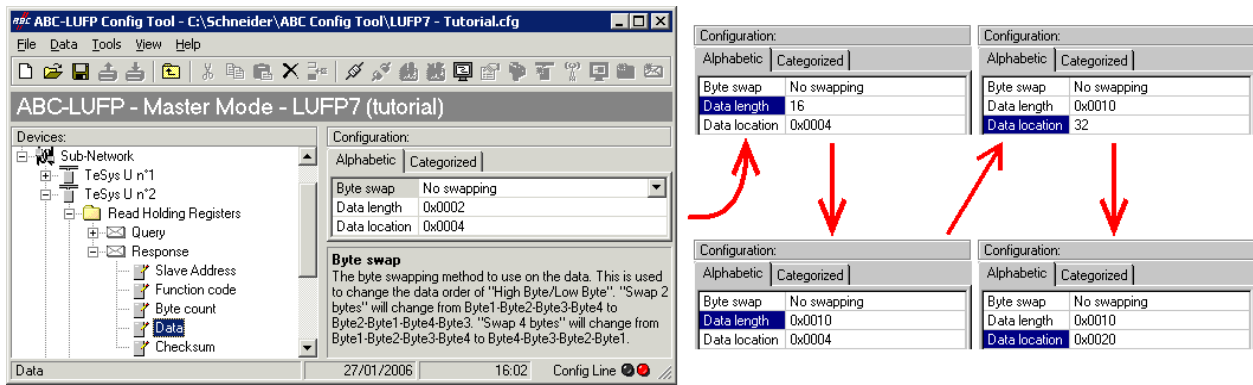 ABC-LUFP Config Tool - C:\Schneider\ABC Config Tool\LUFP7 - Tutorial.cfg
File Data Tools View Help
ABC-LUFP - Master Mode - LUFP7 (tutorial)
Devices:
Sub-Network
TeSys U n°1
TeSys U n°2
Read Holding Registers
Query
Response
Slave Address
Function code
Byte count
Data
Checksum
Configuration:
Alphabetic Categorized
Byte swap No swapping
Data length 0x0002
Data location 0x0004
Byte swap
The byte swapping method to use on the data. This is used
to change the data order of "High Byte/Low Byte". "Swap 2
bytes" will change from Byte1-Byte2-Byte3-Byte4 to
Byte2-Byte1-Byte4-Byte3. "Swap 4 bytes" will change from
Byte1-Byte2-Byte3-Byte4 to Byte4-Byte3-Byte2-Byte1.
Data 27/01/2006 16:02 Config Line
Configuration:
Alphabetic Categorized
Byte swap No swapping
Data length 16
Data location 0x0004
Configuration:
Alphabetic Categorized
Byte swap No swapping
Data length 0x0010
Data location 0x0004
Configuration:
Alphabetic Categorized
Byte swap No swapping
Data length 0x0010
Data location 32
Configuration:
Alphabetic Categorized
Byte swap No swapping
Data length 0x0010
Data location 0x0020